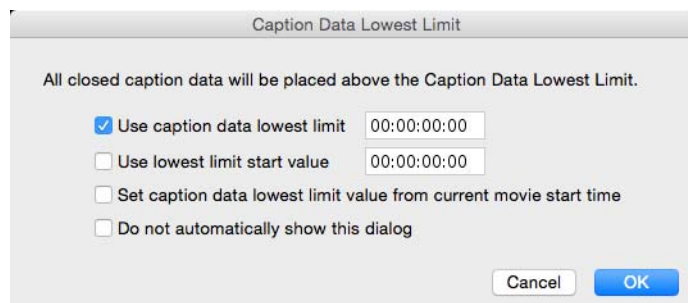 Caption Data Lowest Limit
All closed caption data will be placed above the Caption Data Lowest Limit.
Use caption data lowest limit 00:00:00:00
Use lowest limit start value 00:00:00:00
Set caption data lowest limit value from current movie start time
Do not automatically show this dialog
Cancel OK